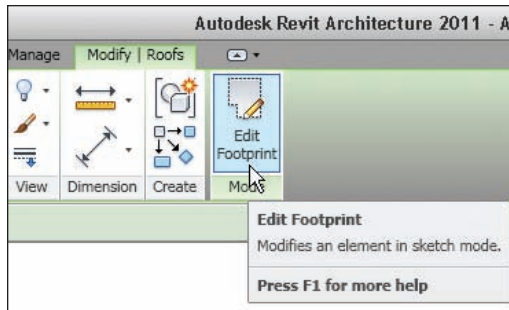 Autodesk Revit Architecture 2011 - A
Manage Modify | Roofs
Edit
Footprint
View Dimension Create Mode
Edit Footprint
Modifies an element in sketch mode.
Press F1 for more help